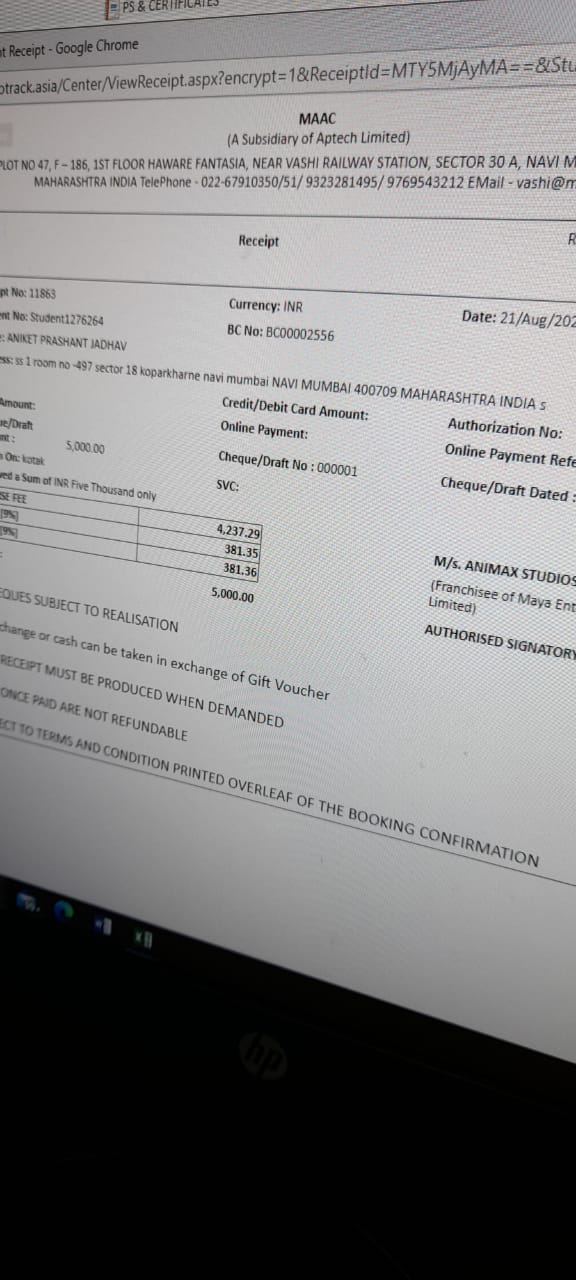 PS & CERTIFICATES
t Receipt - Google Chrome
otrack.asia/Center/ViewReceipt.aspx?encrypt=1&ReceiptId=MTY5MjAyMA==&Stu
MAAC
(A Subsidiary of Aptech Limited)
PLOT NO 47, F - 186, 1ST FLOOR HAWARE FANTASIA, NEAR VASHI RAILWAY STATION, SECTOR 30 A, NAVI M
MAHARASHTRA INDIA TelePhone - 022-67910350/51/ 9323281495/ 9769543212 EMail - vashi@m
Receipt R
pt No: 11863 Currency: INR Date: 21/Aug/202
ent No: Student1276264 BC No: BC00002556
e: ANIKET PRASHANT JADHAV
ess: ss 1 room no -497 sector 18 koparkharne navi mumbai NAVI MUMBAI 400709 MAHARASHTRA INDIA s
Amount: Credit/Debit Card Amount: Authorization No:
ue/Draft Online Payment: Online Payment Refe
nt: 5,000.00 Cheque/Draft No : 000001 Cheque/Draft Dated :
n On: kotak SVC:
ved a Sum of INR Five Thousand only
SE FEE 4,237.29
[9%] 381.35
[9%] 381.36
: 5,000.00
M/s. ANIMAX STUDIOS
(Franchisee of Maya Ent
Limited)
AUTHORISED SIGNATORY
EQUES SUBJECT TO REALISATION
change or cash can be taken in exchange of Gift Voucher
RECEIPT MUST BE PRODUCED WHEN DEMANDED
ONCE PAID ARE NOT REFUNDABLE
ECT TO TERMS AND CONDITION PRINTED OVERLEAF OF THE BOOKING CONFIRMATION
hp